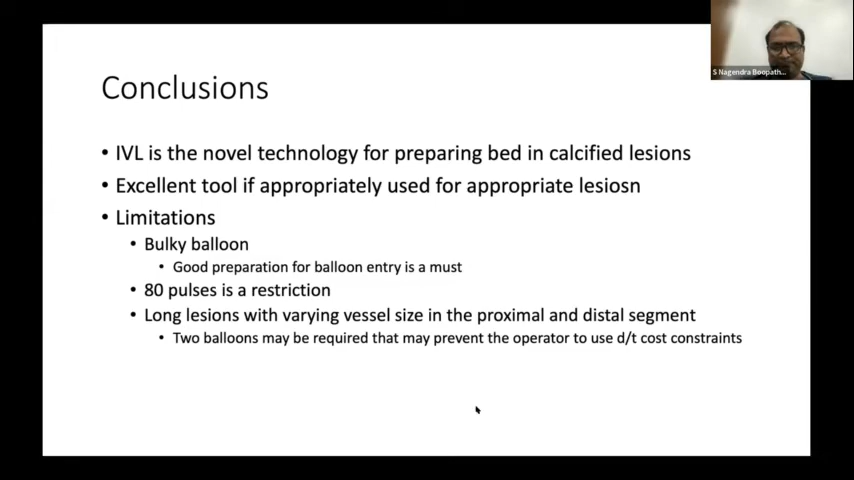 S Nagendra Boopath...
Conclusions
• IVL is the novel technology for preparing bed in calcified lesions
• Excellent tool if appropriately used for appropriate lesiosn
• Limitations
• Bulky balloon
• Good preparation for balloon entry is a must
• 80 pulses is a restriction
• Long lesions with varying vessel size in the proximal and distal segment
• Two balloons may be required that may prevent the operator to use d/t cost constraints